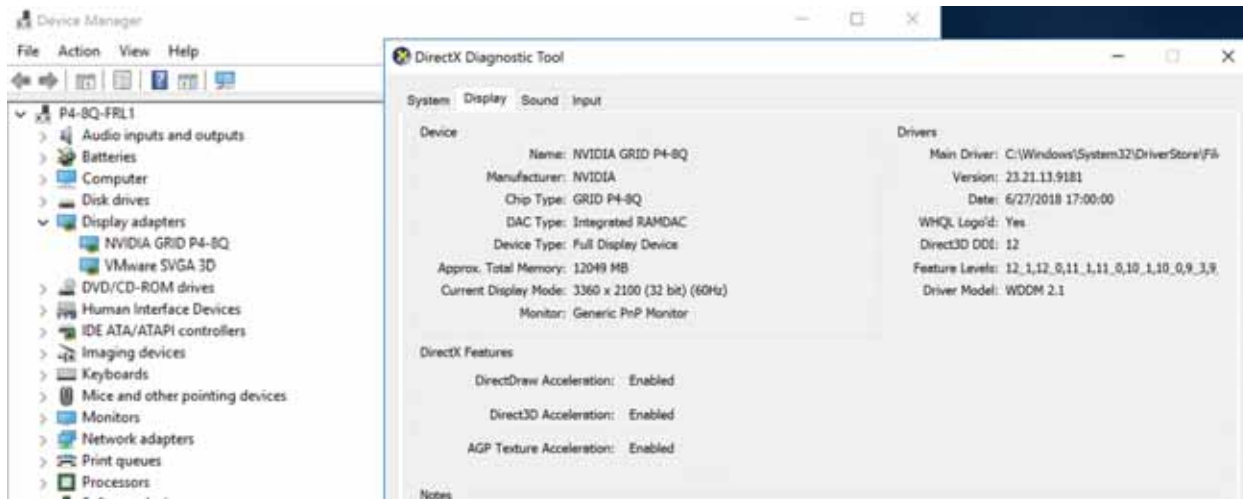 Device Manager
File Action View Help
P4-8Q-FRL1
Audio inputs and outputs
Batteries
Computer
Disk drives
Display adapters
NVIDIA GRID P4-8Q
VMware SVGA 3D
DVD/CD-ROM drives
Human Interface Devices
IDE ATA/ATAPI controllers
Imaging devices
Keyboards
Mice and other pointing devices
Monitors
Network adapters
Print queues
Processors
DirectX Diagnostic Tool
System Display Sound Input
Device
Name: NVIDIA GRID P4-8Q
Manufacturer: NVIDIA
Chip Type: GRID P4-8Q
DAC Type: Integrated RAMDAC
Device Type: Full Display Device
Approx. Total Memory: 12049 MB
Current Display Mode: 3360 x 2100 (32 bit) (60Hz)
Monitor: Generic PnP Monitor
Drivers
Main Driver: C:\Windows\System32\DriverStore\Fil
Version: 23.21.13.9181
Date: 6/27/2018 17:00:00
WHQL Logo'd: Yes
Direct3D DDI: 12
Feature Levels: 12_1,12_0,11_1,11_0,10_1,10_0,9_3,9_
Driver Model: WDDM 2.1
DirectX Features
DirectDraw Acceleration: Enabled
Direct3D Acceleration: Enabled
AGP Texture Acceleration: Enabled
Notes